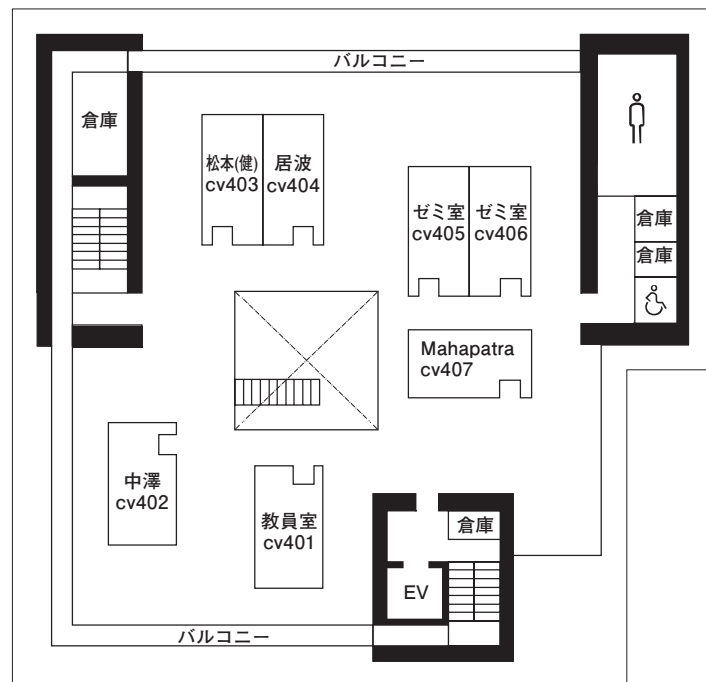 バルコニー
倉庫
松本(健)
cv403
居波
cv404
ゼミ室
cv405
ゼミ室
cv406
倉庫
倉庫
Mahapatra
cv407
中澤
cv402
教員室
cv401
倉庫
EV
バルコニー